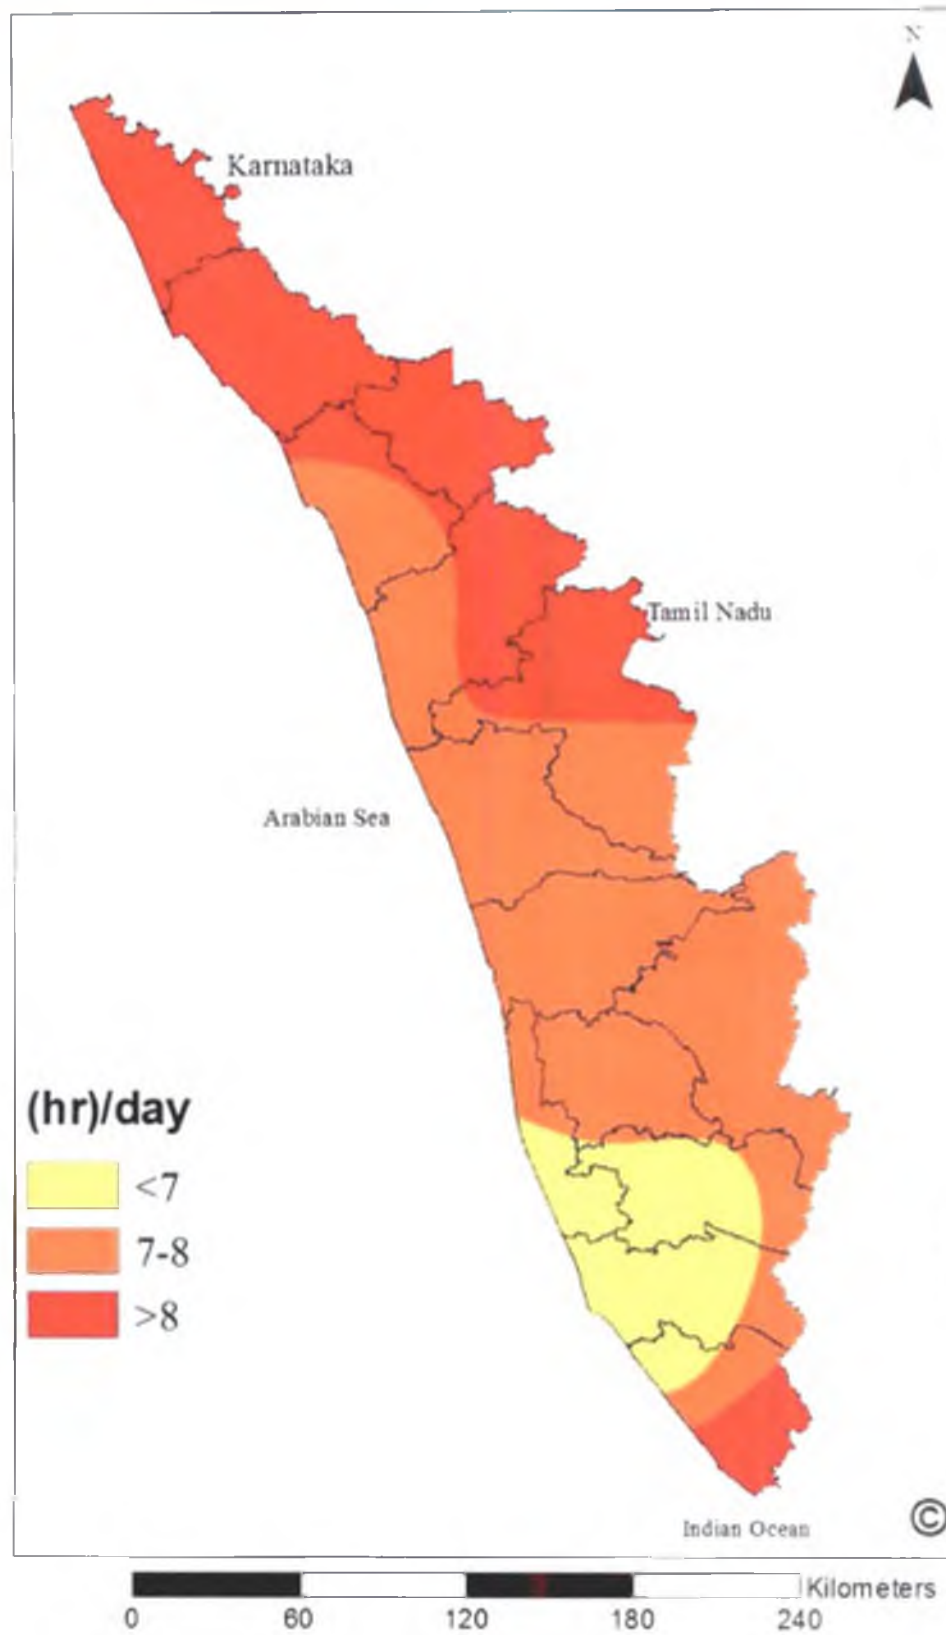 N
Karnataka
Tamil Nadu
Arabian Sea
(hr)/day
<7
7-8
>8
Indian Ocean
©
Kilometers
0 60 120 180 240